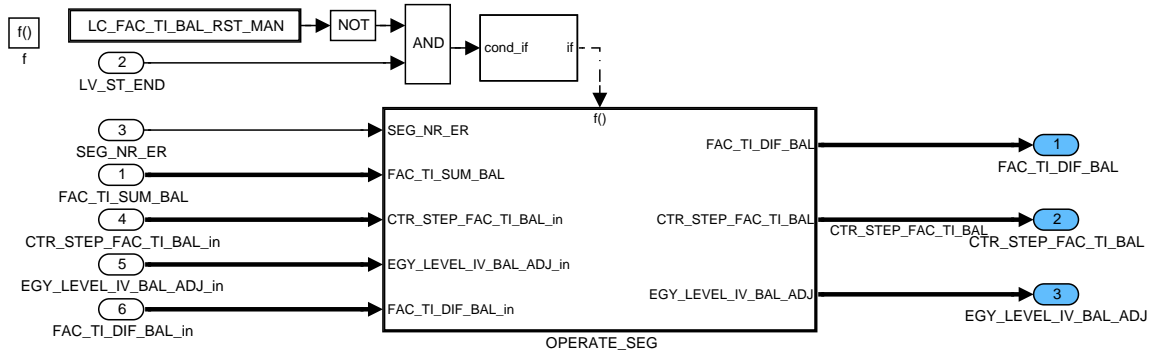 f()
f
LC_FAC_TI_BAL_RST_MAN
NOT
AND
cond_if
if
2
LV_ST_END
f()
3
SEG_NR_ER
SEG_NR_ER
1
FAC_TI_SUM_BAL
FAC_TI_SUM_BAL
4
CTR_STEP_FAC_TI_BAL_in
CTR_STEP_FAC_TI_BAL_in
5
EGY_LEVEL_IV_BAL_ADJ_in
EGY_LEVEL_IV_BAL_ADJ_in
6
FAC_TI_DIF_BAL_in
FAC_TI_DIF_BAL_in
FAC_TI_DIF_BAL
1
FAC_TI_DIF_BAL
CTR_STEP_FAC_TI_BAL
CTR_STEP_FAC_TI_BAL
2
CTR_STEP_FAC_TI_BAL
EGY_LEVEL_IV_BAL_ADJ
3
EGY_LEVEL_IV_BAL_ADJ
OPERATE_SEG